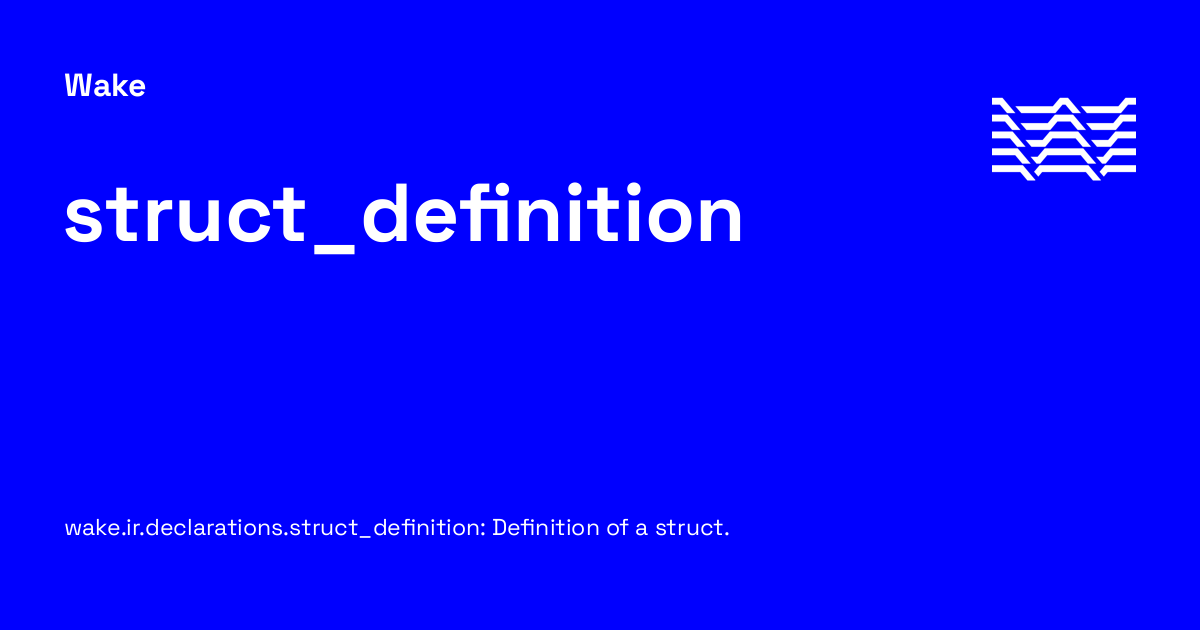 Wake
struct_definition
wake.ir.declarations.struct_definition: Definition of a struct.